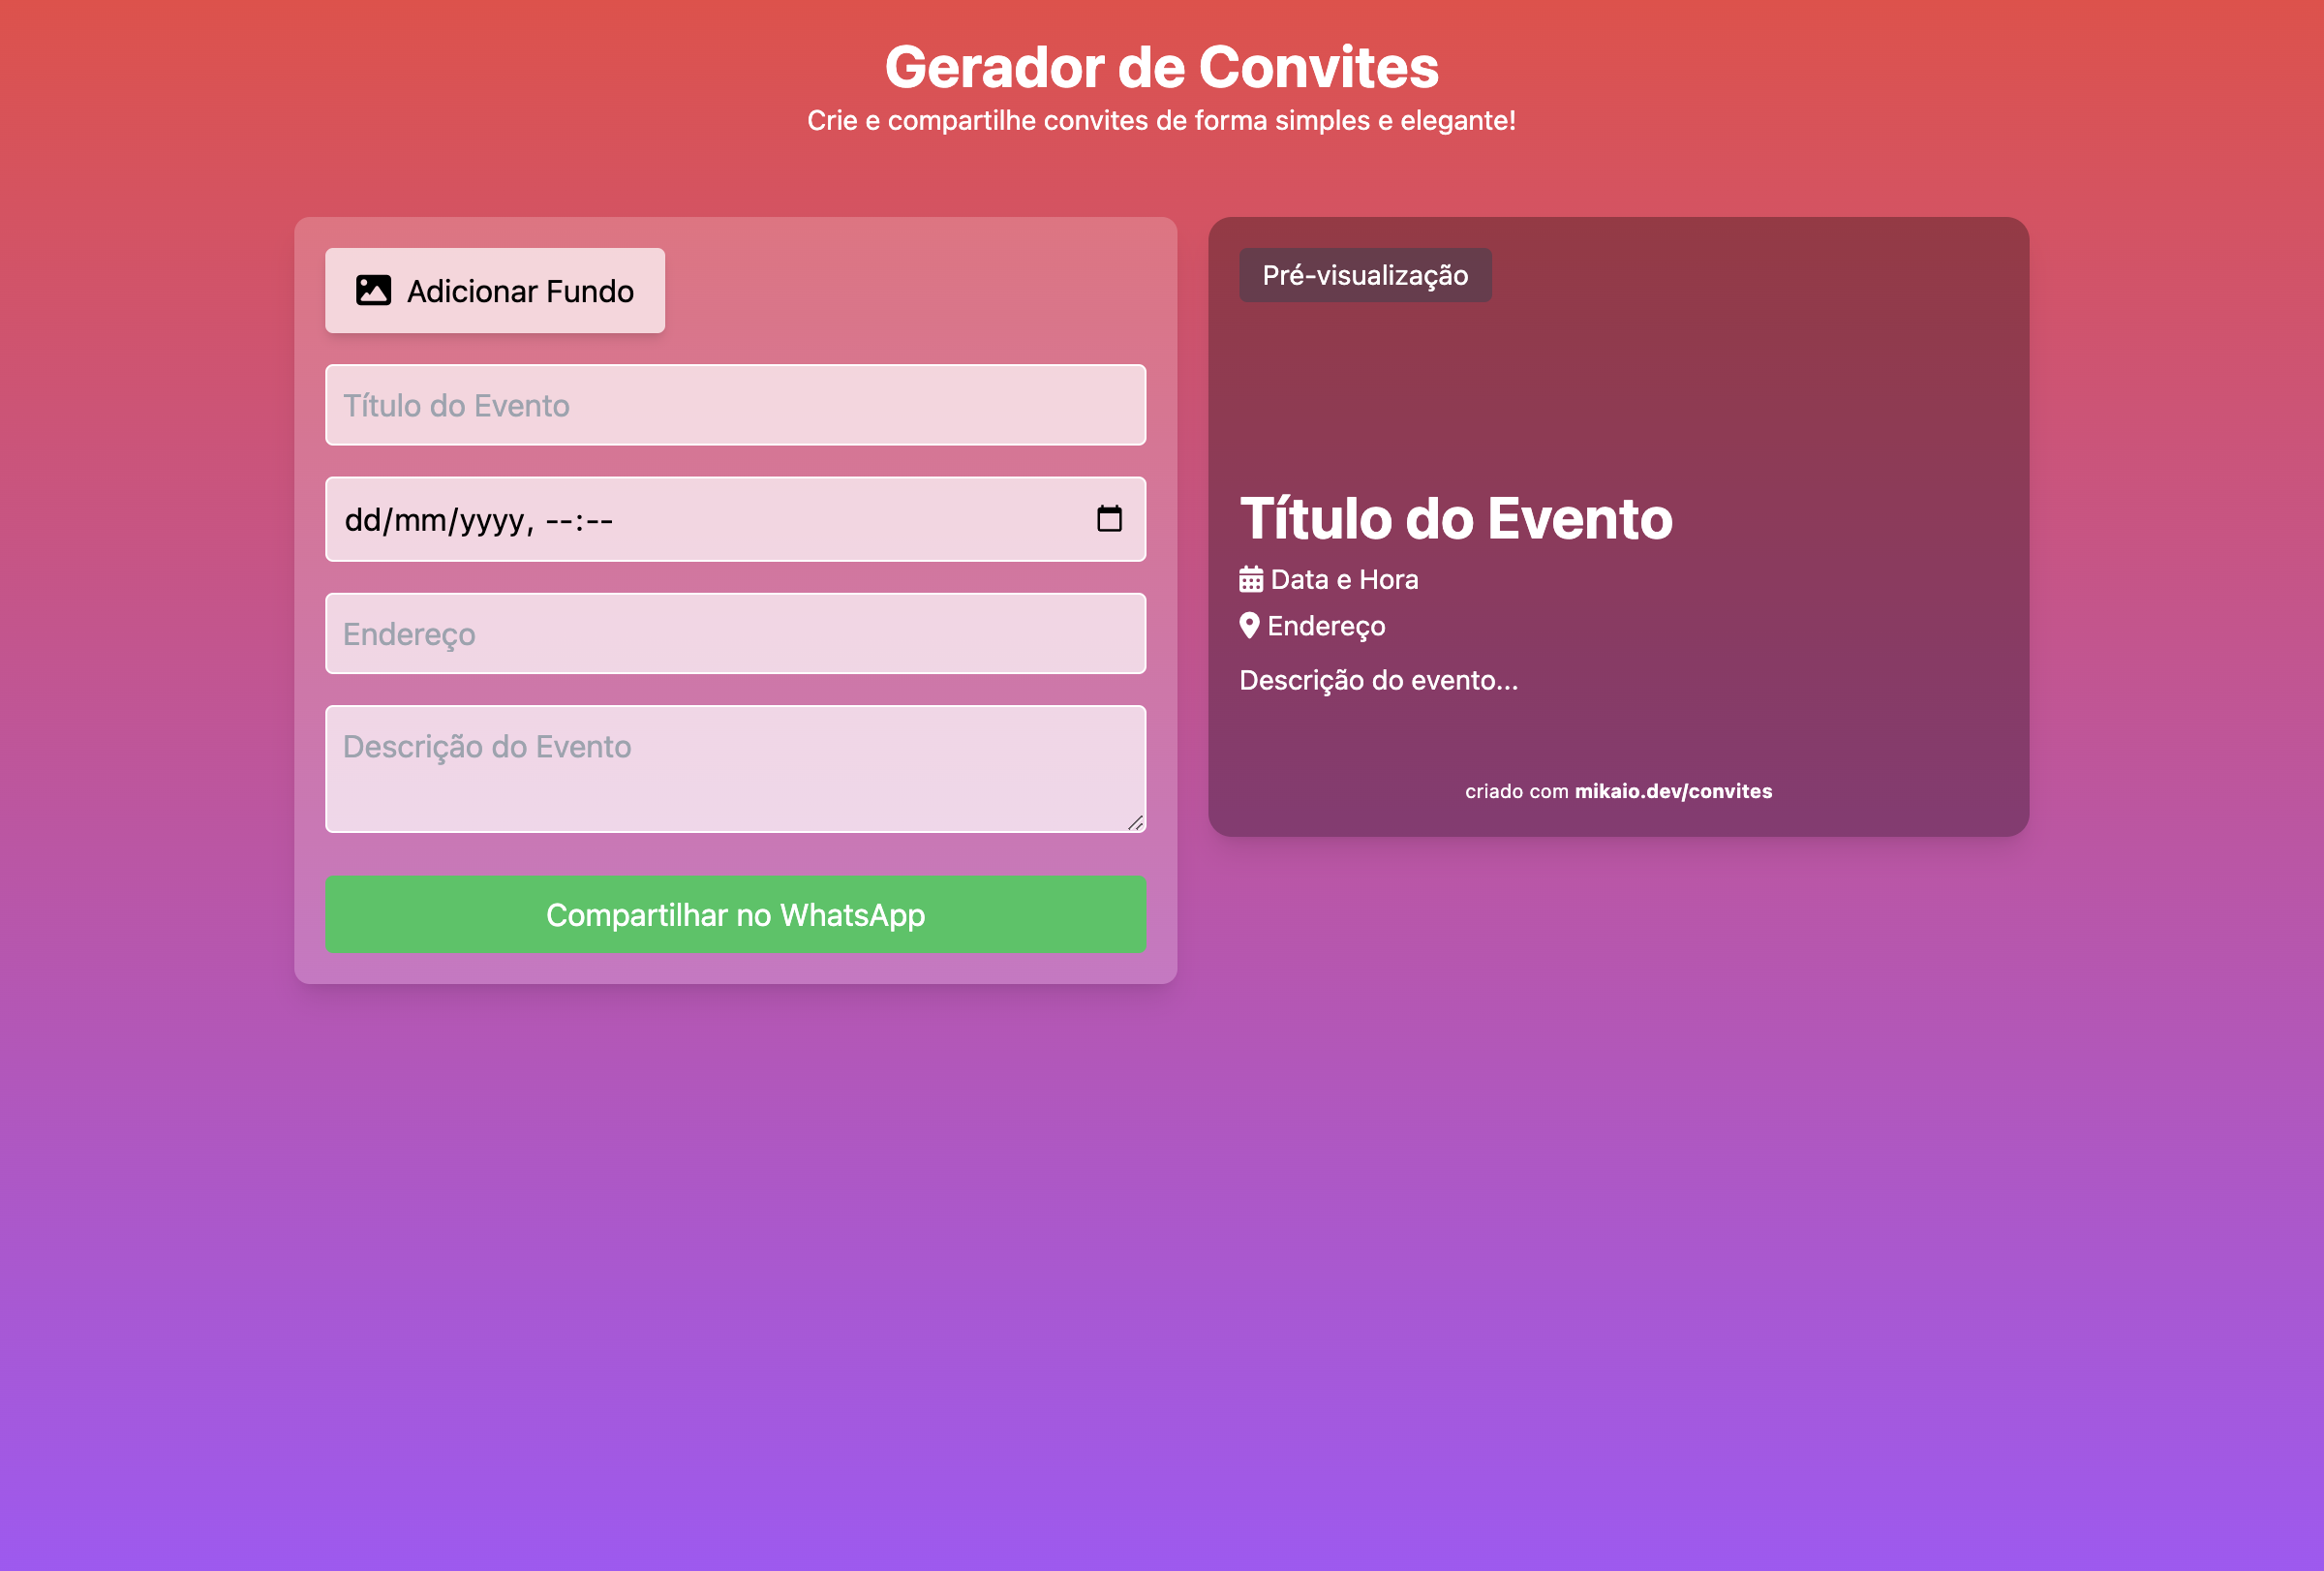 Gerador de Convites
Crie e compartilhe convites de forma simples e elegante!
Adicionar Fundo
Título do Evento
dd/mm/yyyy, --:--
Endereço
Descrição do Evento
Compartilhar no WhatsApp
Pré-visualização
Título do Evento
Data e Hora
Endereço
Descrição do evento...
criado com mikaio.dev/convites